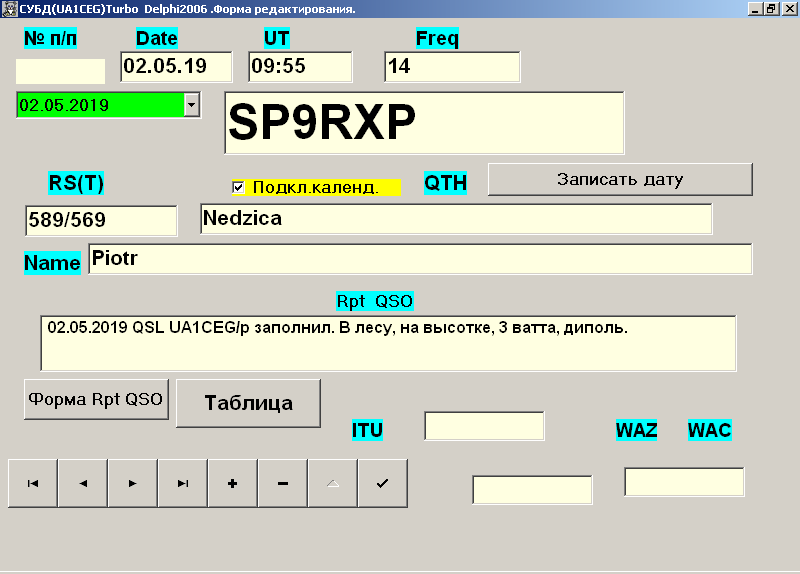 СУБД(UA1CEG)Turbo Delphi2006 .Форма редактирования.
№ п/п Date UT Freq
02.05.19 09:55 14
02.05.2019
SP9RXP
RS(T) Подкл.календ. QTH Записать дату
589/569 Nedzica
Name Piotr
Rpt QSO
02.05.2019 QSL UA1CEG/p заполнил. В лесу, на высотке, 3 ватта, диполь.
Форма Rpt QSO Таблица
ITU WAZ WAC